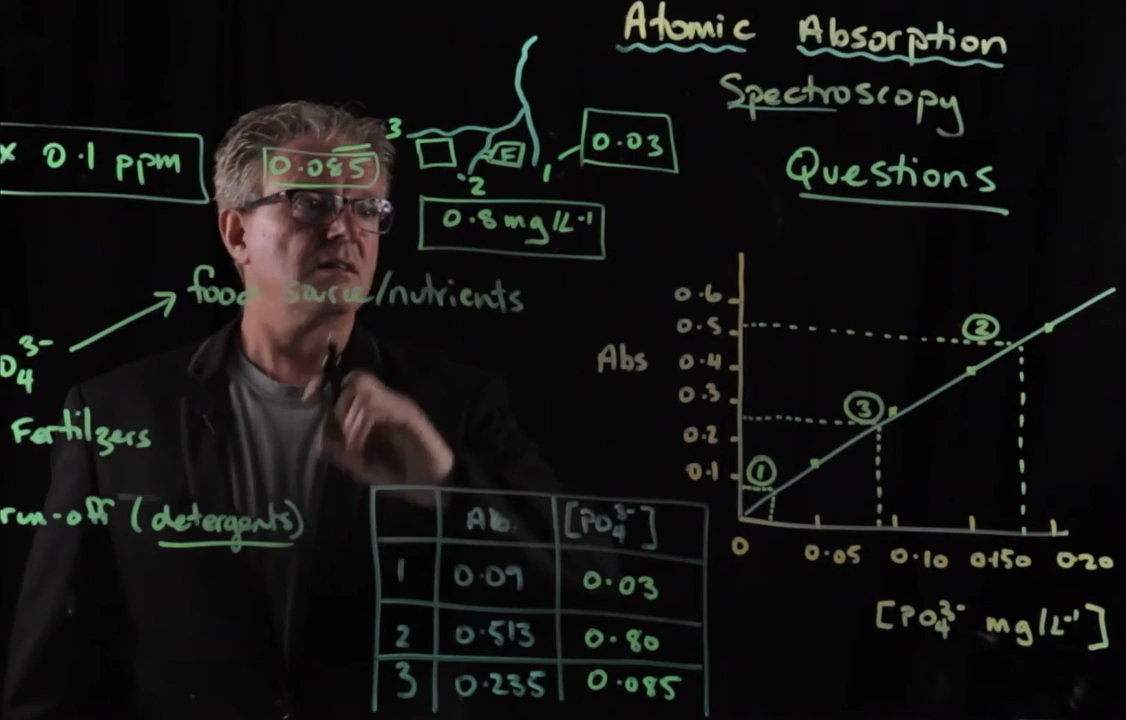 Atomic Absorption
Spectroscopy
Questions
x 0.1 ppm
0.085
3
E
2
1
0.03
0.8 mg/L⁻¹
food source/nutrients
O₄³⁻
Fertilzers
run-off (detergents)
Ab. [PO₄³⁻]
1 0.09 0.03
2 0.513 0.80
3 0.235 0.085
Abs
0.6
0.5
0.4
0.3
0.2
0.1
②
③
①
0 0.05 0.10 0.150 0.20
[PO₄³⁻ mg/L⁻¹]